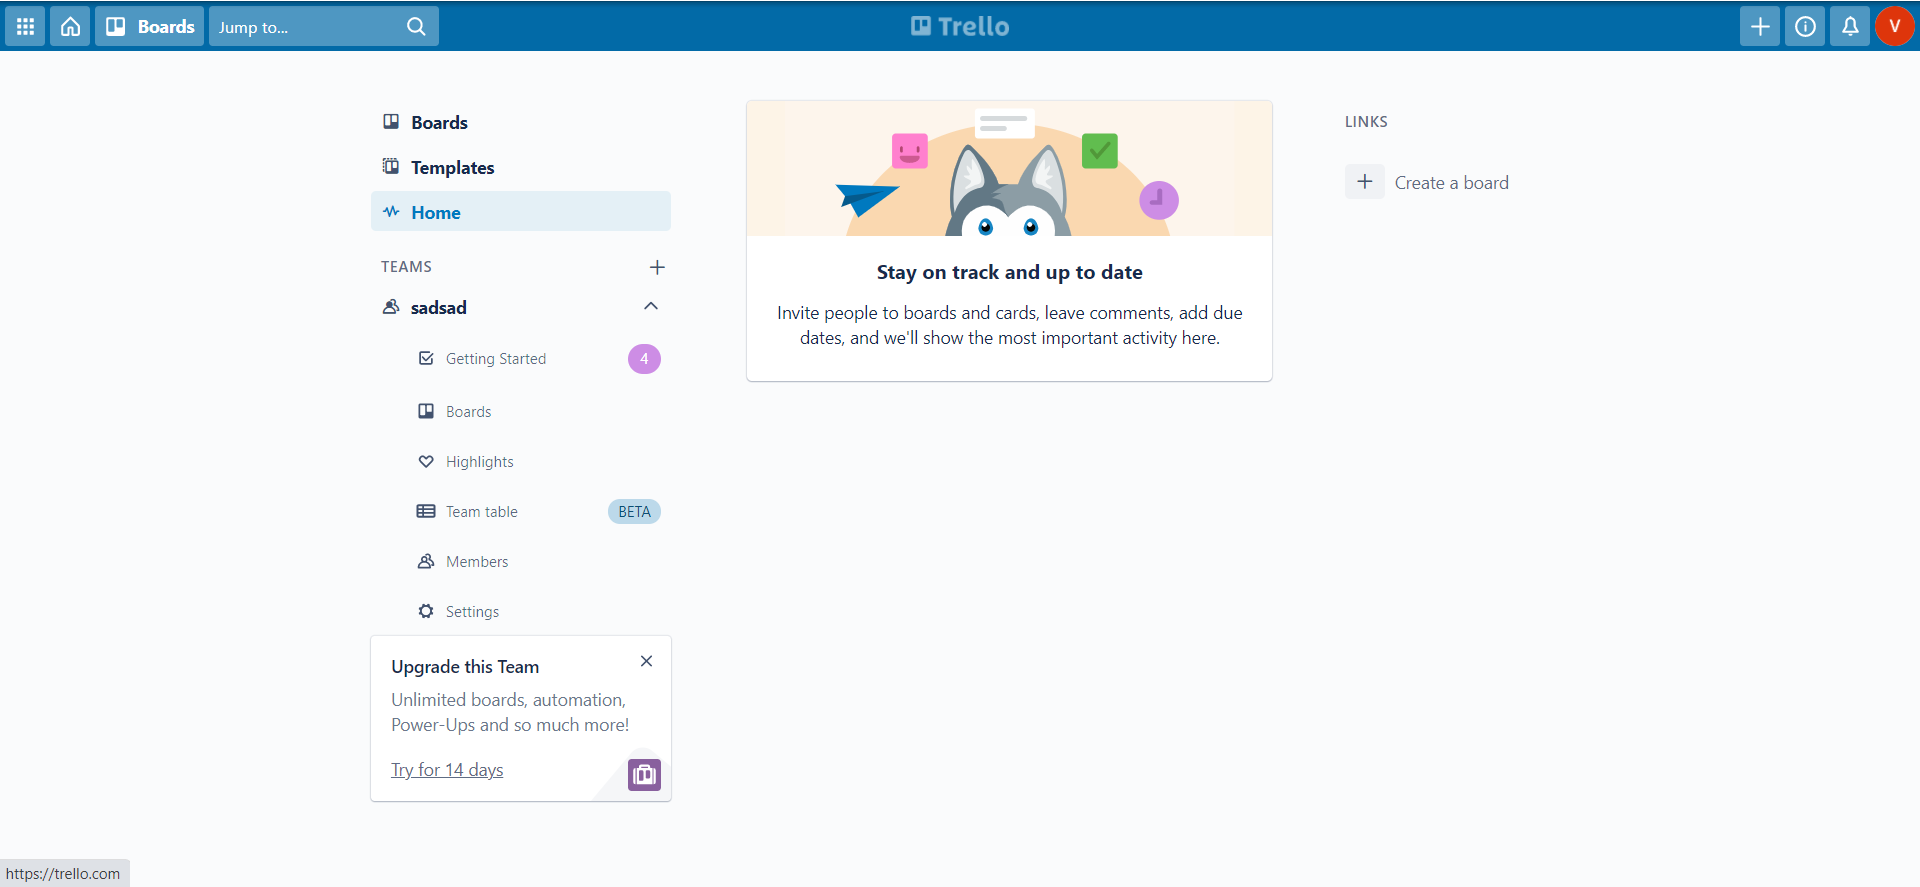 Boards
Jump to...
Trello
V
Boards
Templates
Home
TEAMS
sadsad
Getting Started
4
Boards
Highlights
Team table
BETA
Members
Settings
Upgrade this Team
Unlimited boards, automation,
Power-Ups and so much more!
Try for 14 days
Stay on track and up to date
Invite people to boards and cards, leave comments, add due
dates, and we'll show the most important activity here.
LINKS
Create a board
https://trello.com